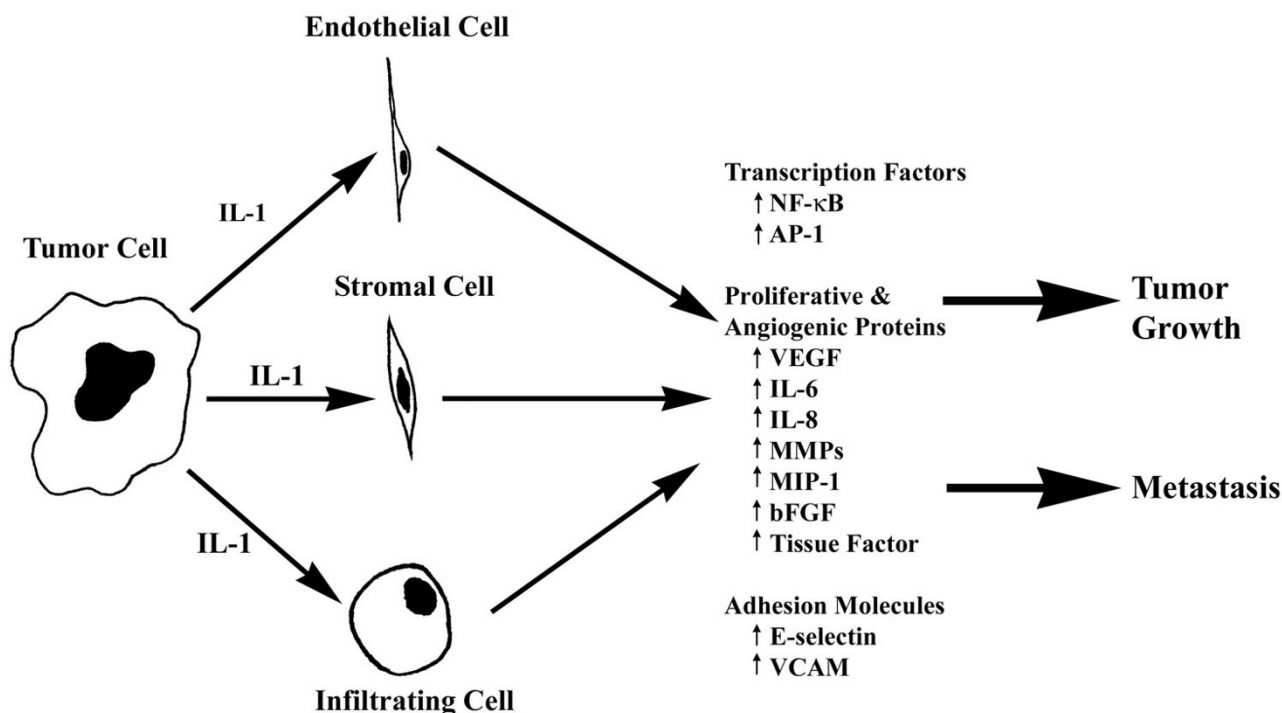 Endothelial Cell
IL-1
Tumor Cell
Stromal Cell
IL-1
IL-1
Infiltrating Cell
Transcription Factors
↑ NF-κB
↑ AP-1
Proliferative &
Angiogenic Proteins
↑ VEGF
↑ IL-6
↑ IL-8
↑ MMPs
↑ MIP-1
↑ bFGF
↑ Tissue Factor
Adhesion Molecules
↑ E-selectin
↑ VCAM
Tumor
Growth
Metastasis